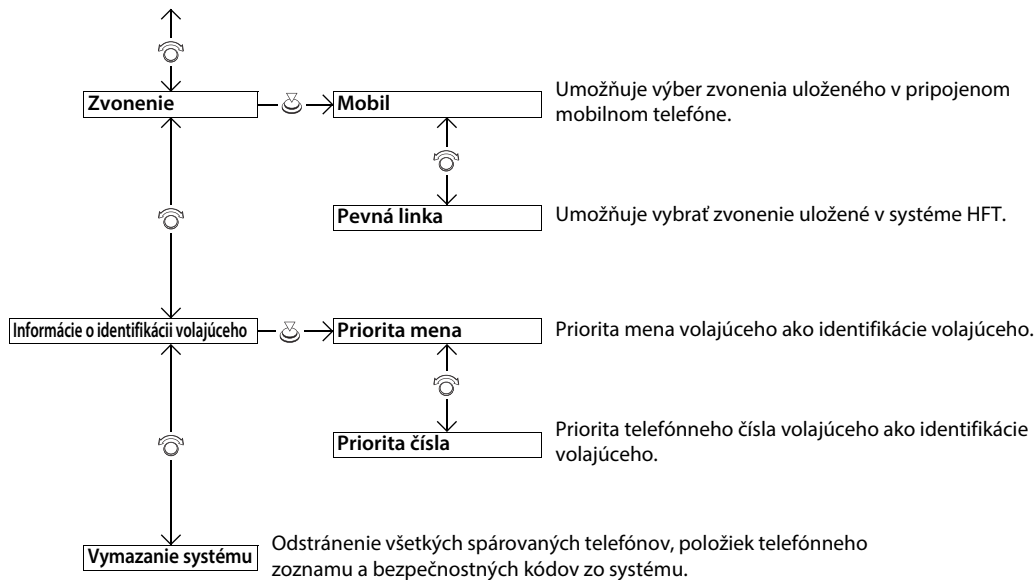 Zvonenie
Mobil
Umožňuje výber zvonenia uloženého v pripojenom
mobilnom telefóne.
Pevná linka
Umožňuje vybrať zvonenie uložené v systéme HFT.
Informácie o identifikácii volajúceho
Priorita mena
Priorita mena volajúceho ako identifikácie volajúceho.
Priorita čísla
Priorita telefónneho čísla volajúceho ako identifikácie
volajúceho.
Vymazanie systému
Odstránenie všetkých spárovaných telefónov, položiek telefónneho
zoznamu a bezpečnostných kódov zo systému.